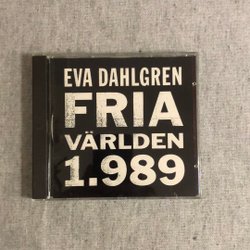 EVA DAHLGREN
FRIA
VÄRLDEN
1.989